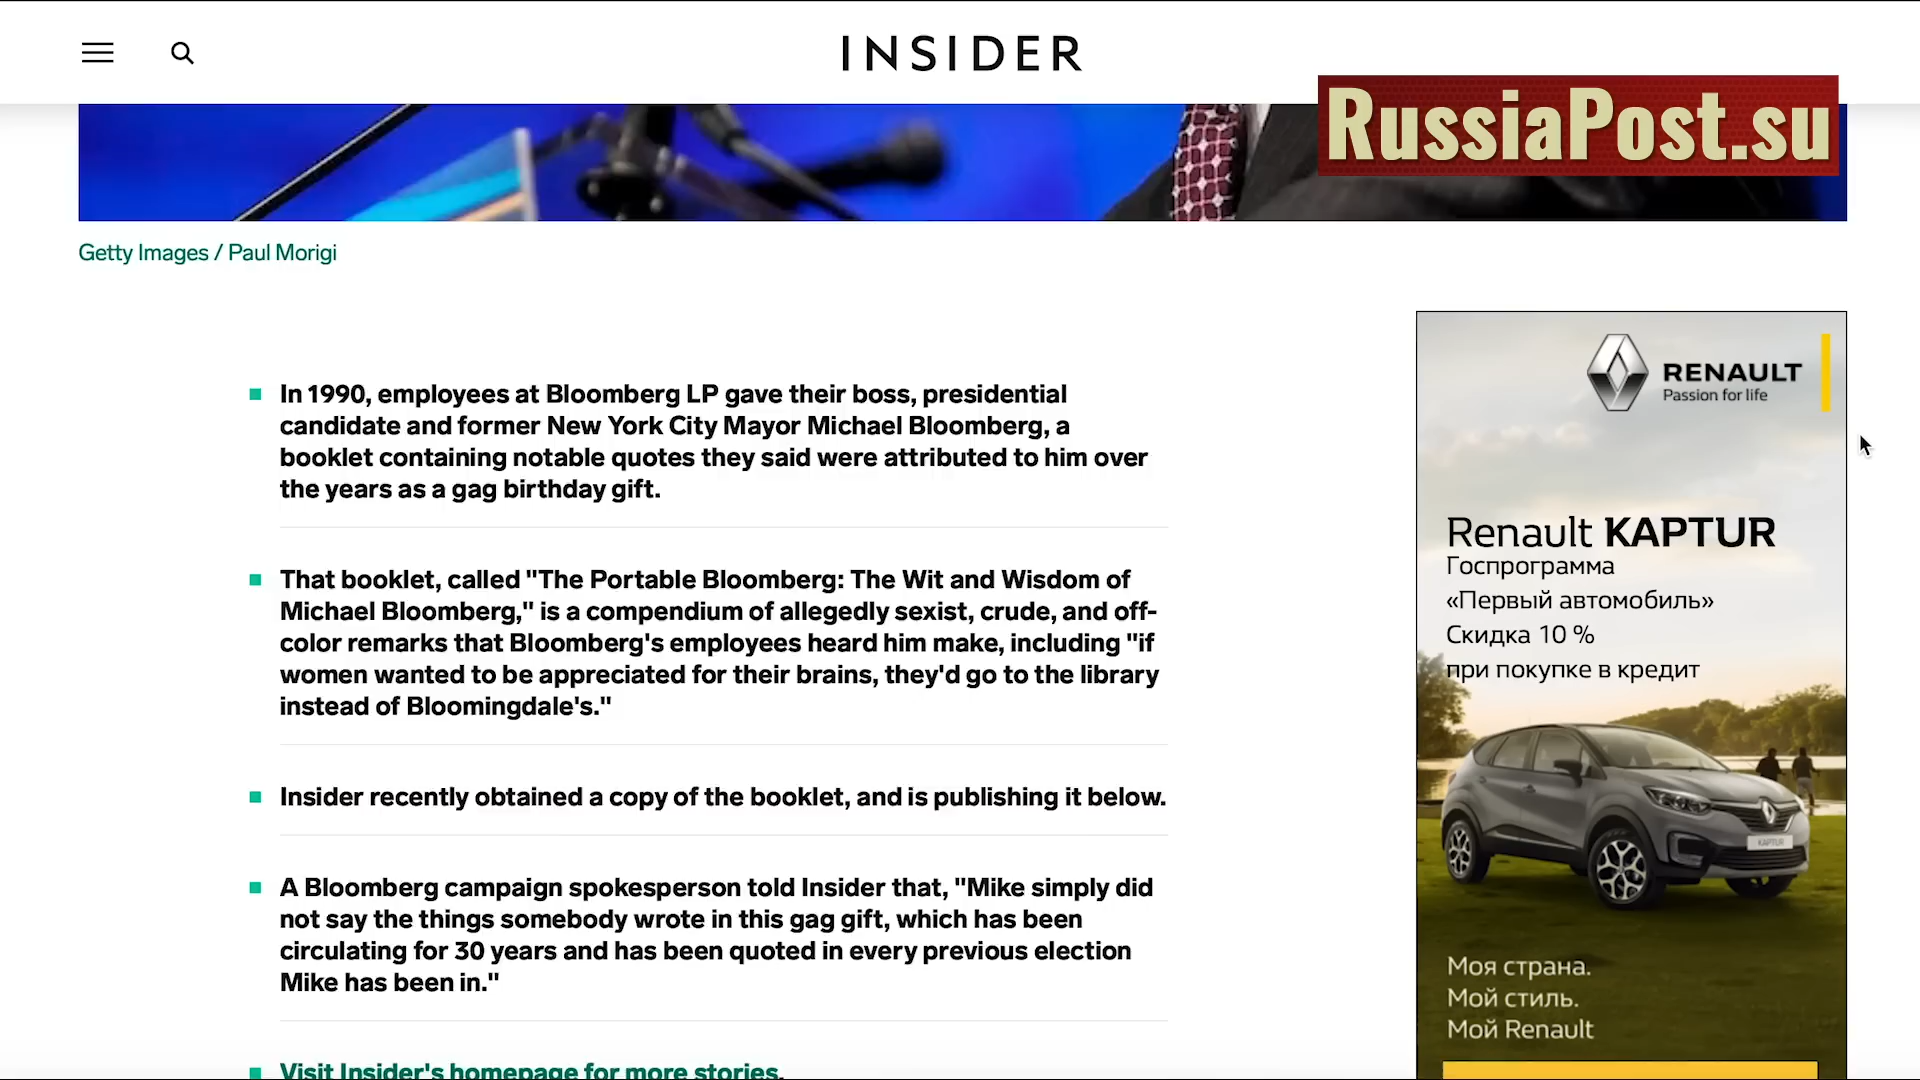 INSIDER
RussiaPost.su
Getty Images / Paul Morigi
In 1990, employees at Bloomberg LP gave their boss, presidential
candidate and former New York City Mayor Michael Bloomberg, a
booklet containing notable quotes they said were attributed to him over
the years as a gag birthday gift.
That booklet, called "The Portable Bloomberg: The Wit and Wisdom of
Michael Bloomberg," is a compendium of allegedly sexist, crude, and off-
color remarks that Bloomberg's employees heard him make, including "if
women wanted to be appreciated for their brains, they'd go to the library
instead of Bloomingdale's."
Insider recently obtained a copy of the booklet, and is publishing it below.
A Bloomberg campaign spokesperson told Insider that, "Mike simply did
not say the things somebody wrote in this gag gift, which has been
circulating for 30 years and has been quoted in every previous election
Mike has been in."
Visit Insider's homepage for more stories.
RENAULT
Passion for life
Renault KAPTUR
Госпрограмма
«Первый автомобиль»
Скидка 10 %
при покупке в кредит
KAPTUR
Моя страна.
Мой стиль.
Мой Renault